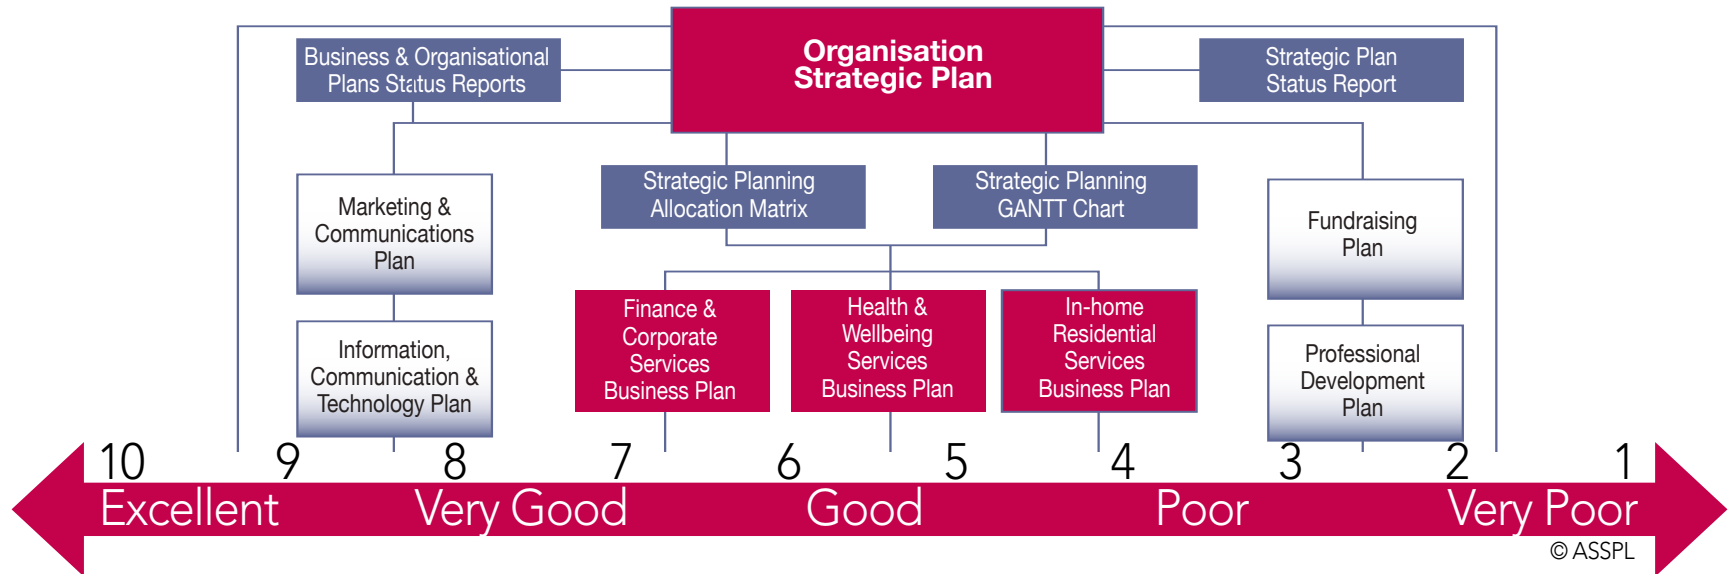 Organisation
Strategic Plan
Business & Organisational
Plans Status Reports
Strategic Plan
Status Report
Marketing &
Communications
Plan
Strategic Planning
Allocation Matrix
Strategic Planning
GANTT Chart
Fundraising
Plan
Information,
Communication &
Technology Plan
Finance &
Corporate
Services
Business Plan
Health &
Wellbeing
Services
Business Plan
In-home
Residential
Services
Business Plan
Professional
Development
Plan
10 9 8 7 6 5 4 3 2 1
Excellent Very Good Good Poor Very Poor
© ASSPL